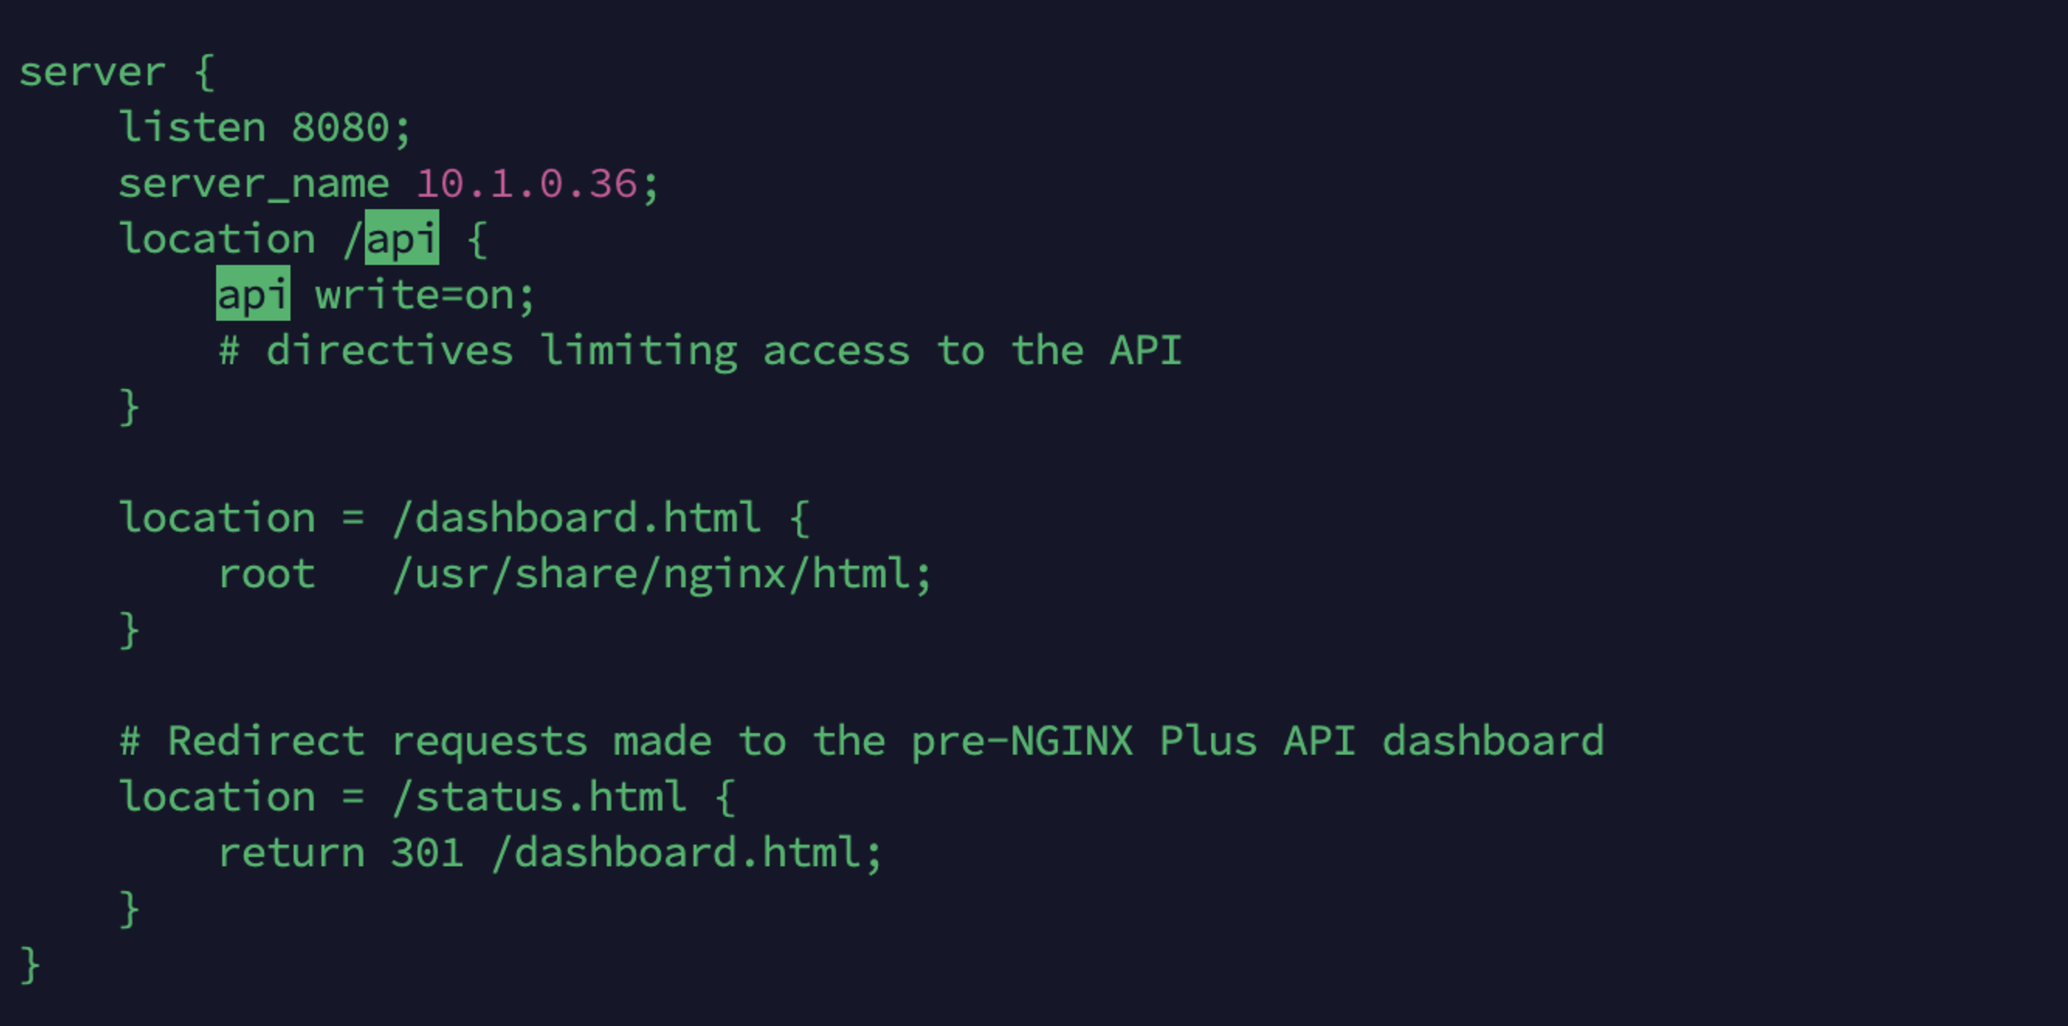 server {
    listen 8080;
    server_name 10.1.0.36;
    location /api {
        api write=on;
        # directives limiting access to the API
    }

    location = /dashboard.html {
        root   /usr/share/nginx/html;
    }

    # Redirect requests made to the pre-NGINX Plus API dashboard
    location = /status.html {
        return 301 /dashboard.html;
    }
}